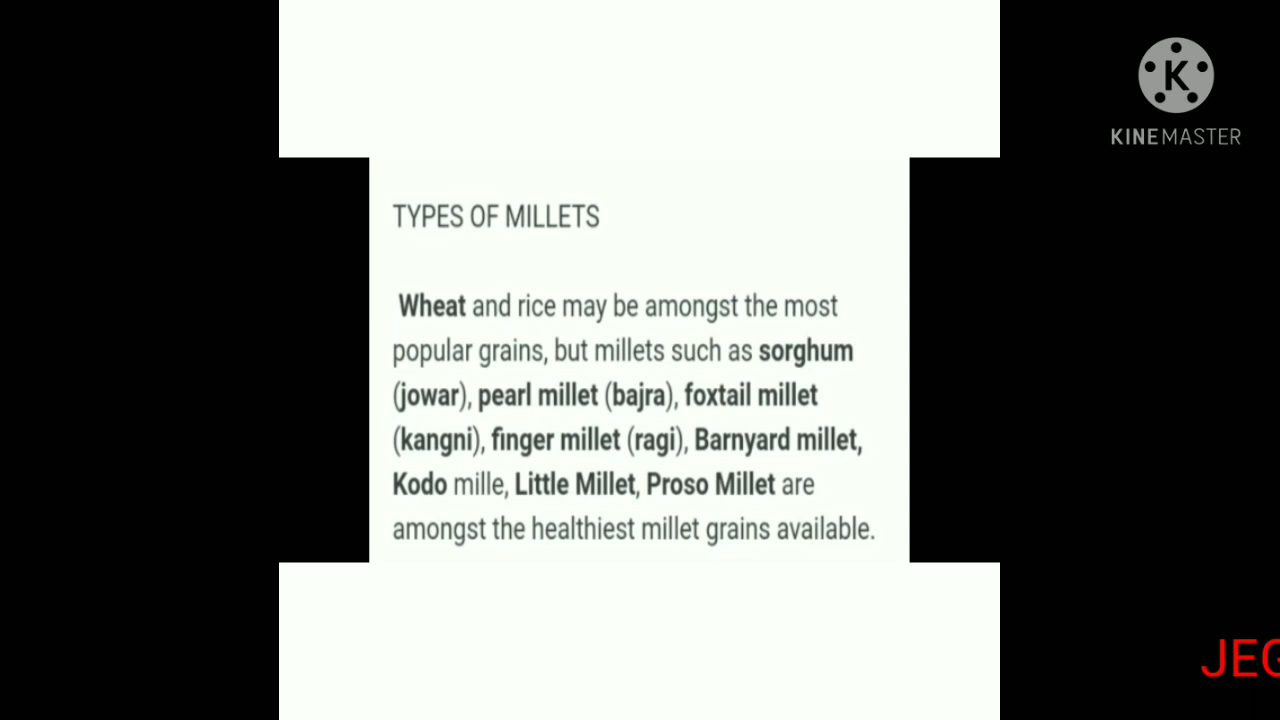 K
KINEMASTER
TYPES OF MILLETS
Wheat and rice may be amongst the most
popular grains, but millets such as sorghum
(jowar), pearl millet (bajra), foxtail millet
(kangni), finger millet (ragi), Barnyard millet,
Kodo mille, Little Millet, Proso Millet are
amongst the healthiest millet grains available.